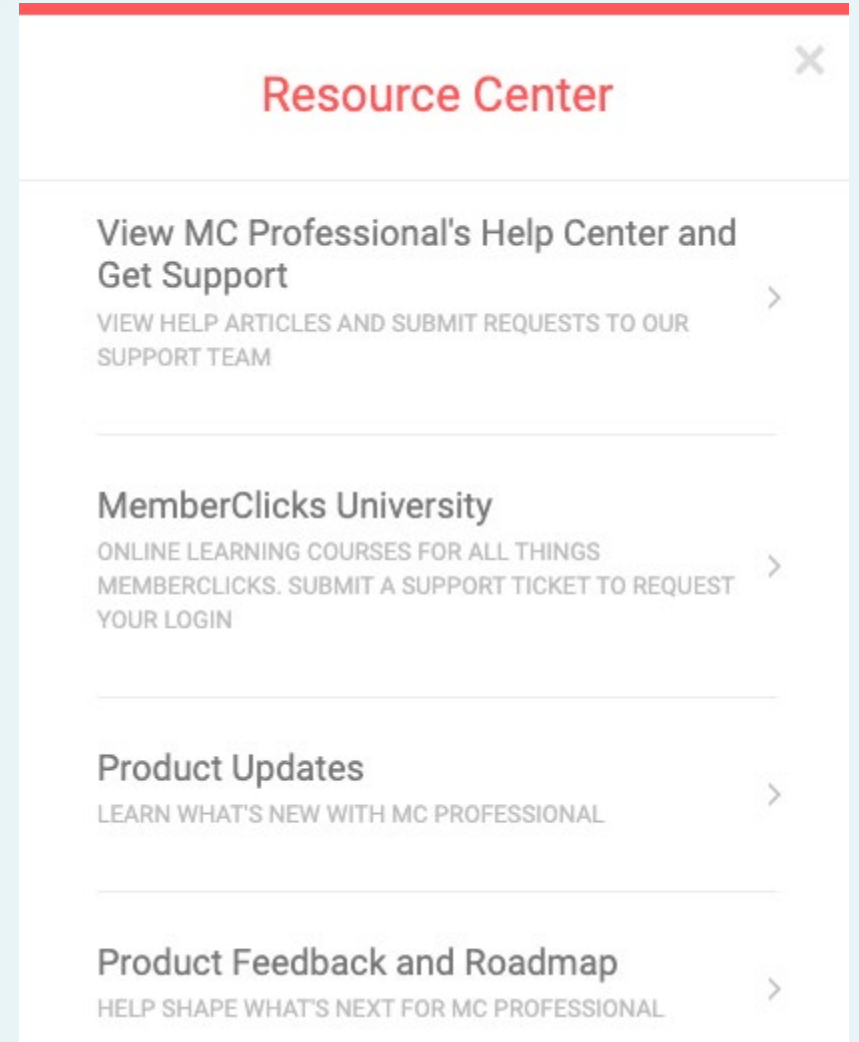 Resource Center
View MC Professional's Help Center and
Get Support
VIEW HELP ARTICLES AND SUBMIT REQUESTS TO OUR
SUPPORT TEAM
MemberClicks University
ONLINE LEARNING COURSES FOR ALL THINGS
MEMBERCLICKS. SUBMIT A SUPPORT TICKET TO REQUEST
YOUR LOGIN
Product Updates
LEARN WHAT'S NEW WITH MC PROFESSIONAL
Product Feedback and Roadmap
HELP SHAPE WHAT'S NEXT FOR MC PROFESSIONAL